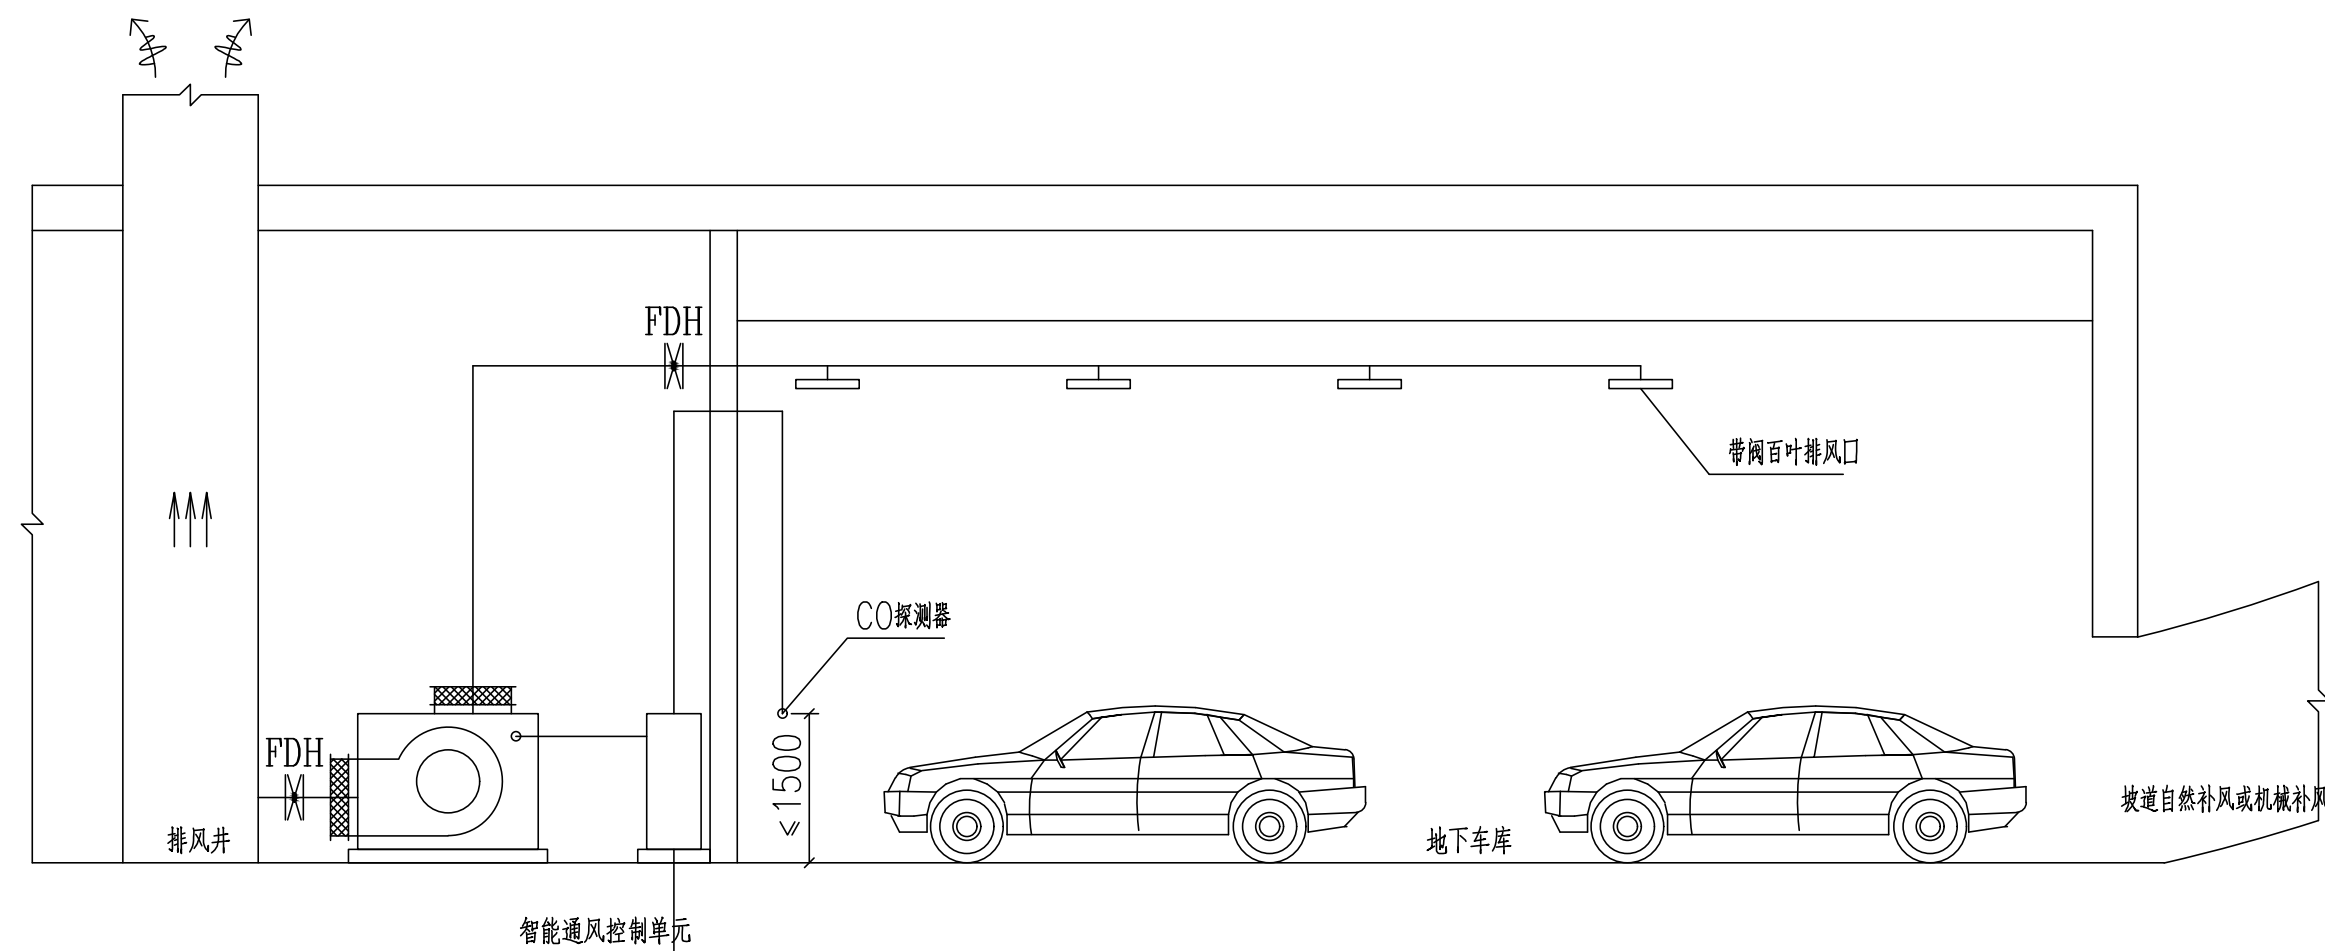 FDH
带阀百叶排风口
CO探测器
≤1500
FDH
坡道自然补风或机械补风
排风井
地下车库
智能通风控制单元